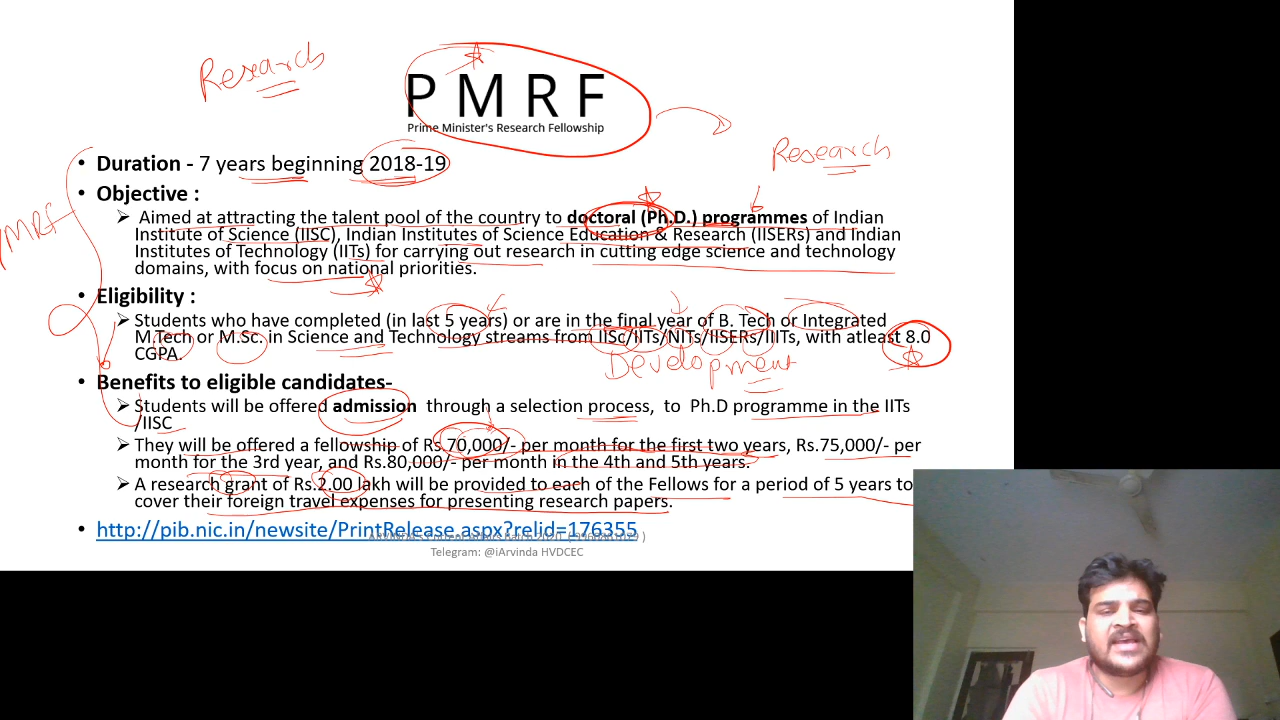 Research
P M R F
Prime Minister's Research Fellowship
Research
• Duration - 7 years beginning 2018-19
• Objective :
➢ Aimed at attracting the talent pool of the country to doctoral (Ph.D.) programmes of Indian
Institute of Science (IISC), Indian Institutes of Science Education & Research (IISERs) and Indian
Institutes of Technology (IITs) for carrying out research in cutting edge science and technology
domains, with focus on national priorities.
PMRF
• Eligibility :
➢ Students who have completed (in last 5 years) or are in the final year of B. Tech or Integrated
M.Tech or M.Sc. in Science and Technology streams from IISc/IITs/NITs/IISERs/IIITs, with atleast 8.0
CGPA.
Development
• Benefits to eligible candidates-
➢ Students will be offered admission through a selection process, to Ph.D programme in the IITs
/IISC
➢ They will be offered a fellowship of Rs.70,000/- per month for the first two years, Rs.75,000/- per
month for the 3rd year, and Rs.80,000/- per month in the 4th and 5th years.
➢ A research grant of Rs.2.00 lakh will be provided to each of the Fellows for a period of 5 years to
cover their foreign travel expenses for presenting research papers.
• http://pib.nic.in/newsite/PrintRelease.aspx?relid=176355
Telegram: @iArvinda HVDCEC